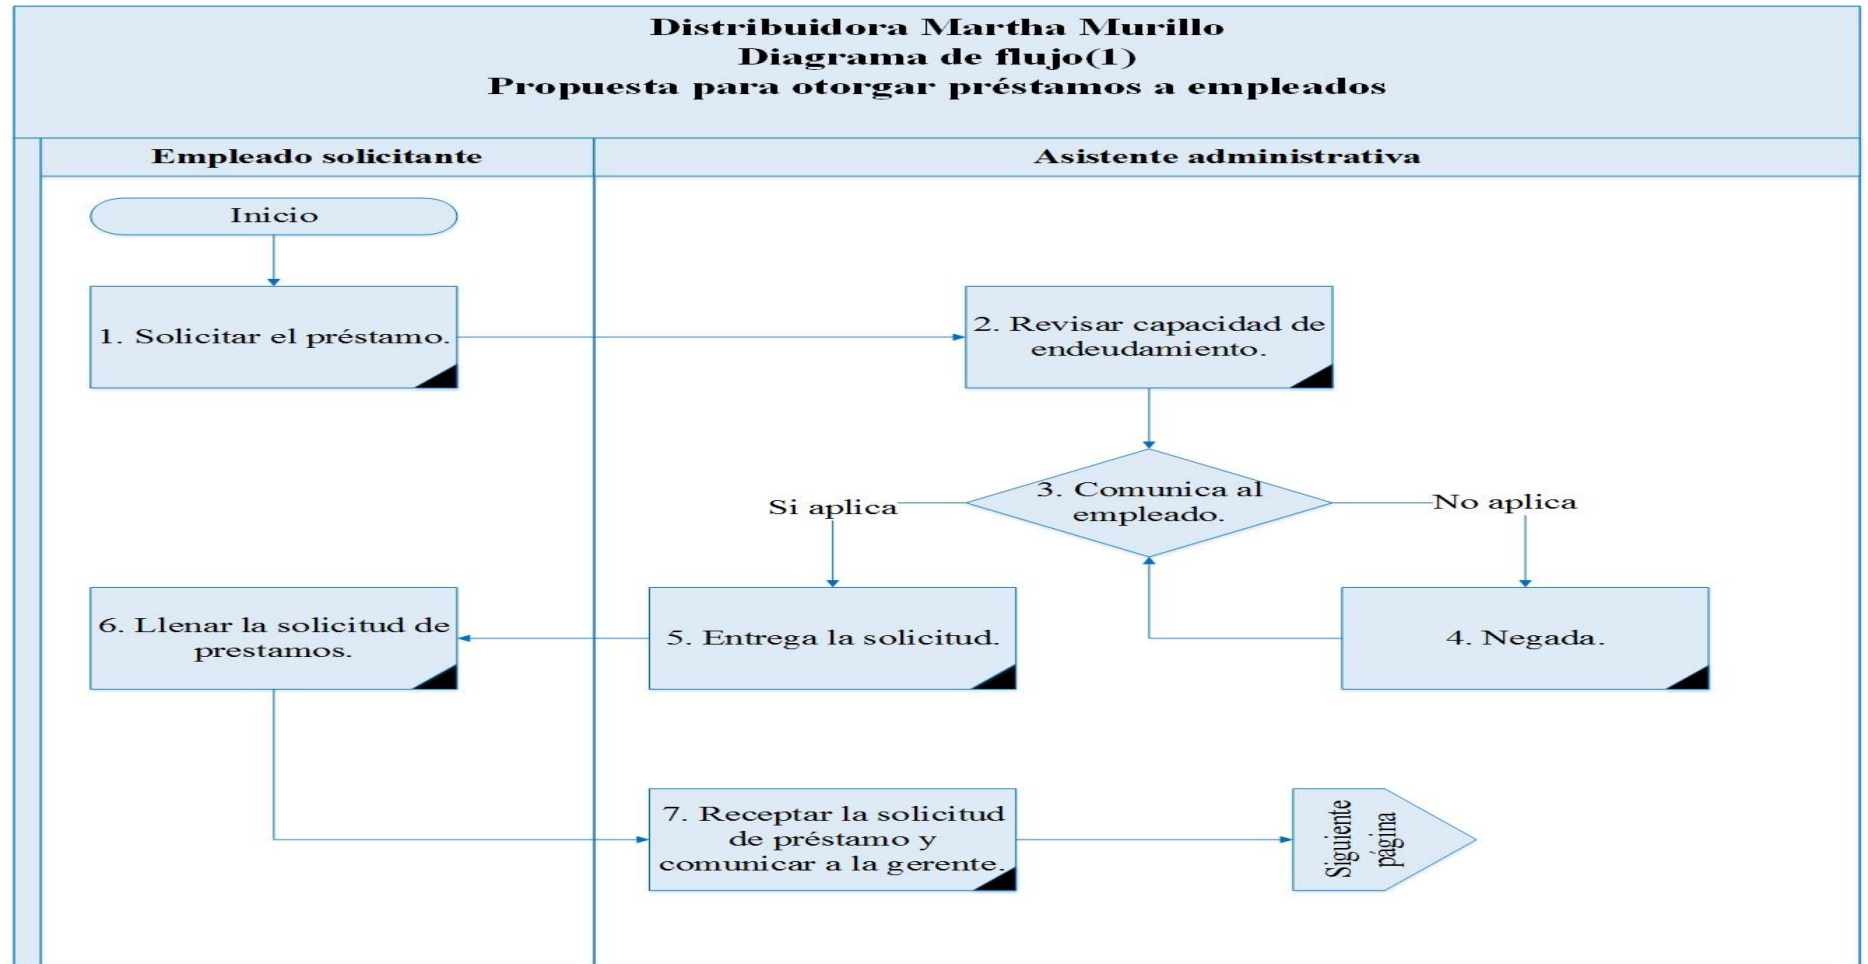 Distribuidora Martha Murillo
Diagrama de flujo(1)
Propuesta para otorgar préstamos a empleados
Empleado solicitante
Asistente administrativa
Inicio
1. Solicitar el préstamo.
2. Revisar capacidad de
endeudamiento.
3. Comunica al
empleado.
Si aplica
No aplica
6. Llenar la solicitud de
prestamos.
5. Entrega la solicitud.
4. Negada.
7. Receptar la solicitud
de préstamo y
comunicar a la gerente.
Siguiente
página